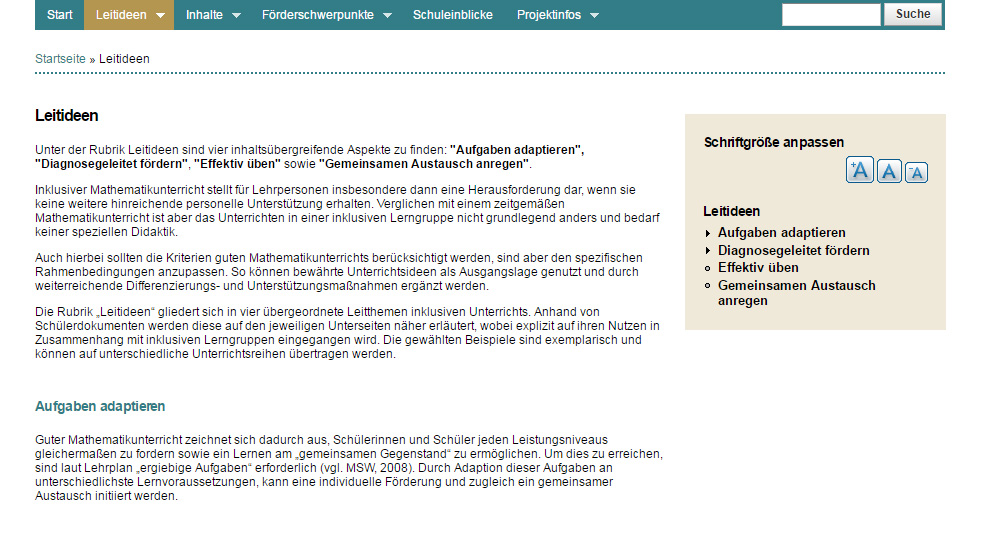 Start Leitideen Inhalte Förderschwerpunkte Schuleinblicke Projektinfos Suche
Startseite » Leitideen
Leitideen
Unter der Rubrik Leitideen sind vier inhaltsübergreifende Aspekte zu finden: "Aufgaben adaptieren",
"Diagnosegeleitet fördern", "Effektiv üben" sowie "Gemeinsamen Austausch anregen".
Inklusiver Mathematikunterricht stellt für Lehrpersonen insbesondere dann eine Herausforderung dar, wenn sie
keine weitere hinreichende personelle Unterstützung erhalten. Verglichen mit einem zeitgemäßen
Mathematikunterricht ist aber das Unterrichten in einer inklusiven Lerngruppe nicht grundlegend anders und bedarf
keiner speziellen Didaktik.
Auch hierbei sollten die Kriterien guten Mathematikunterrichts berücksichtigt werden, sind aber den spezifischen
Rahmenbedingungen anzupassen. So können bewährte Unterrichtsideen als Ausgangslage genutzt und durch
weiterreichende Differenzierungs- und Unterstützungsmaßnahmen ergänzt werden.
Die Rubrik „Leitideen“ gliedert sich in vier übergeordnete Leitthemen inklusiven Unterrichts. Anhand von
Schülerdokumenten werden diese auf den jeweiligen Unterseiten näher erläutert, wobei explizit auf ihren Nutzen in
Zusammenhang mit inklusiven Lerngruppen eingegangen wird. Die gewählten Beispiele sind exemplarisch und
können auf unterschiedliche Unterrichtsreihen übertragen werden.
Aufgaben adaptieren
Guter Mathematikunterricht zeichnet sich dadurch aus, Schülerinnen und Schüler jeden Leistungsniveaus
gleichermaßen zu fordern sowie ein Lernen am „gemeinsamen Gegenstand“ zu ermöglichen. Um dies zu erreichen,
sind laut Lehrplan „ergiebige Aufgaben“ erforderlich (vgl. MSW, 2008). Durch Adaption dieser Aufgaben an
unterschiedlichste Lernvoraussetzungen, kann eine individuelle Förderung und zugleich ein gemeinsamer
Austausch initiiert werden.
Schriftgröße anpassen
+A A -A
Leitideen
Aufgaben adaptieren
Diagnosegeleitet fördern
Effektiv üben
Gemeinsamen Austausch
anregen